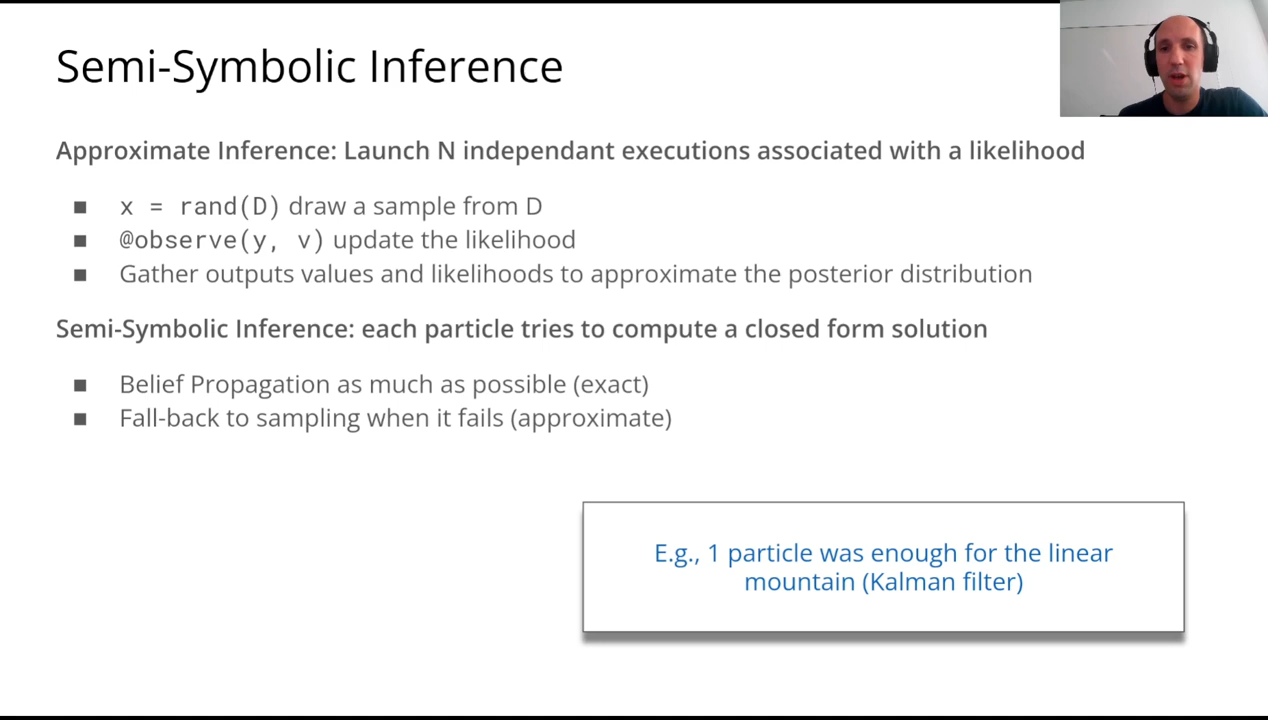 Semi-Symbolic Inference
Approximate Inference: Launch N independant executions associated with a likelihood
■ x = rand(D) draw a sample from D
■ @observe(y, v) update the likelihood
■ Gather outputs values and likelihoods to approximate the posterior distribution
Semi-Symbolic Inference: each particle tries to compute a closed form solution
■ Belief Propagation as much as possible (exact)
■ Fall-back to sampling when it fails (approximate)
E.g., 1 particle was enough for the linear
mountain (Kalman filter)